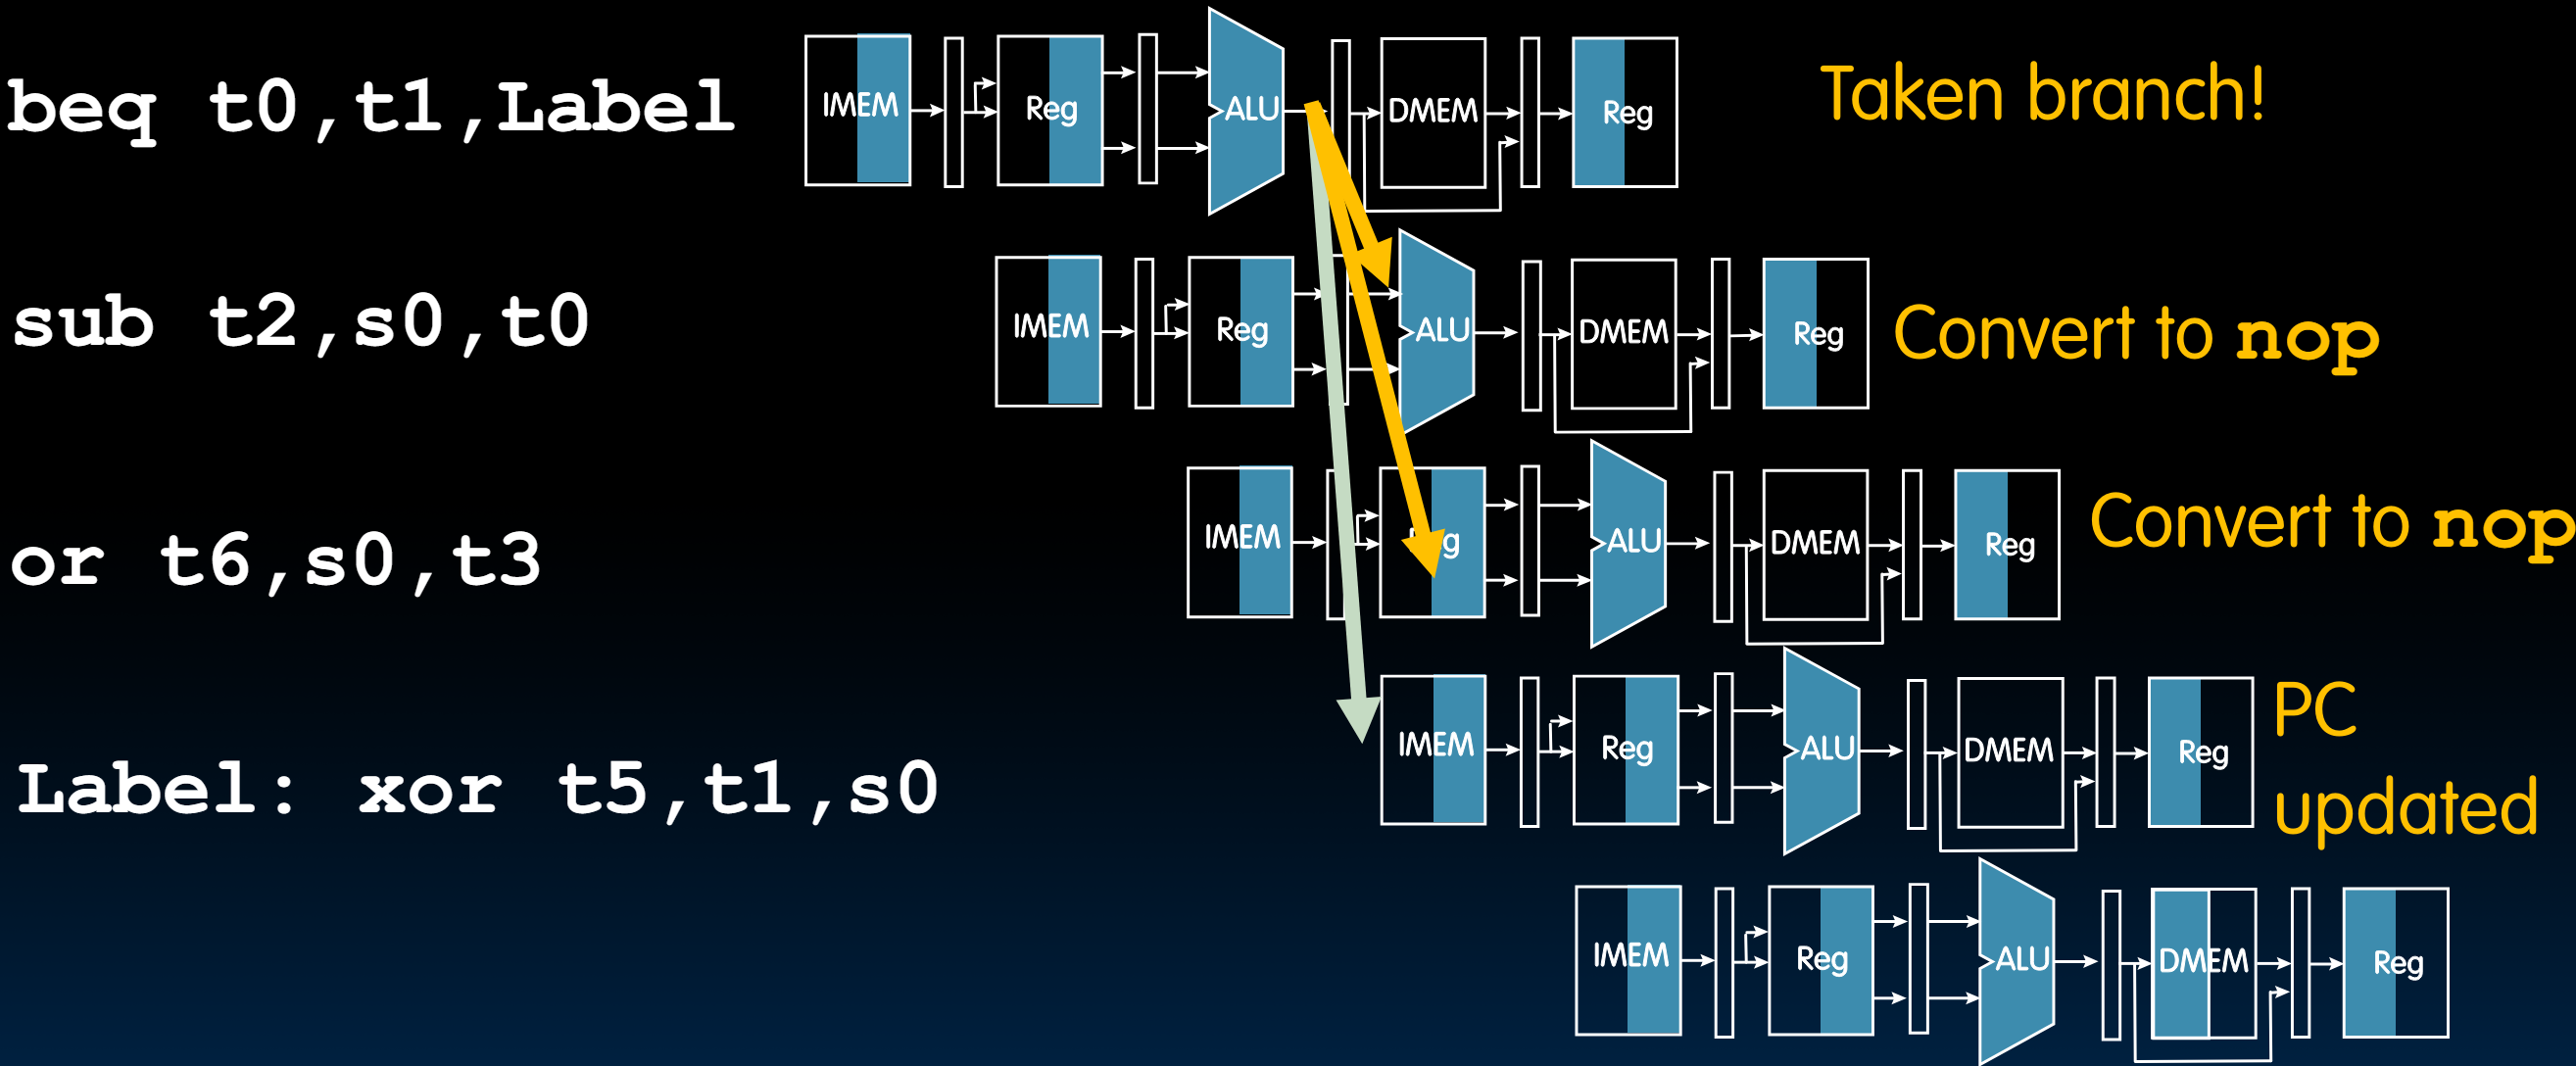 beq t0,t1,Label
IMEM Reg ALU DMEM Reg
Taken branch!
sub t2,s0,t0
IMEM Reg ALU DMEM Reg
Convert to nop
or t6,s0,t3
IMEM ALU DMEM Reg
Convert to nop
Label: xor t5,t1,s0
IMEM Reg ALU DMEM Reg
PC
updated
IMEM Reg ALU DMEM Reg